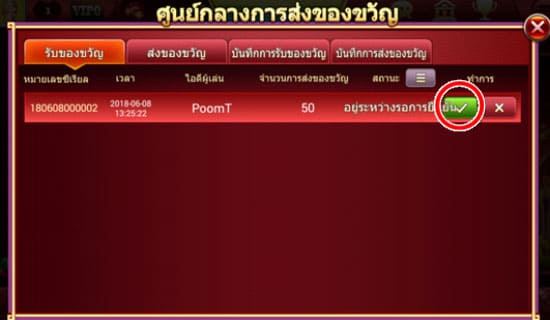 1 VIP0
ศูนย์กลางการส่งของขวัญ
รับของขวัญ ส่งของขวัญ บันทึกการรับของขวัญ บันทึกการส่งของขวัญ
หมายเลขซีเรียล เวลา ไอดีผู้เล่น จำนวนการส่งของขวัญ สถานะ ทำการ
180608000002 2018-06-08 PoomT 50 อยู่ระหว่างรอการยืนยัน
13:25:22